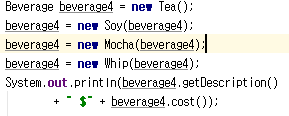 Beverage beverage4 = new Tea();
beverage4 = new Soy(beverage4);
beverage4 = new Mocha(beverage4);
beverage4 = new Whip(beverage4);
System.out.println(beverage4.getDescription()
+ " $" + beverage4.cost());